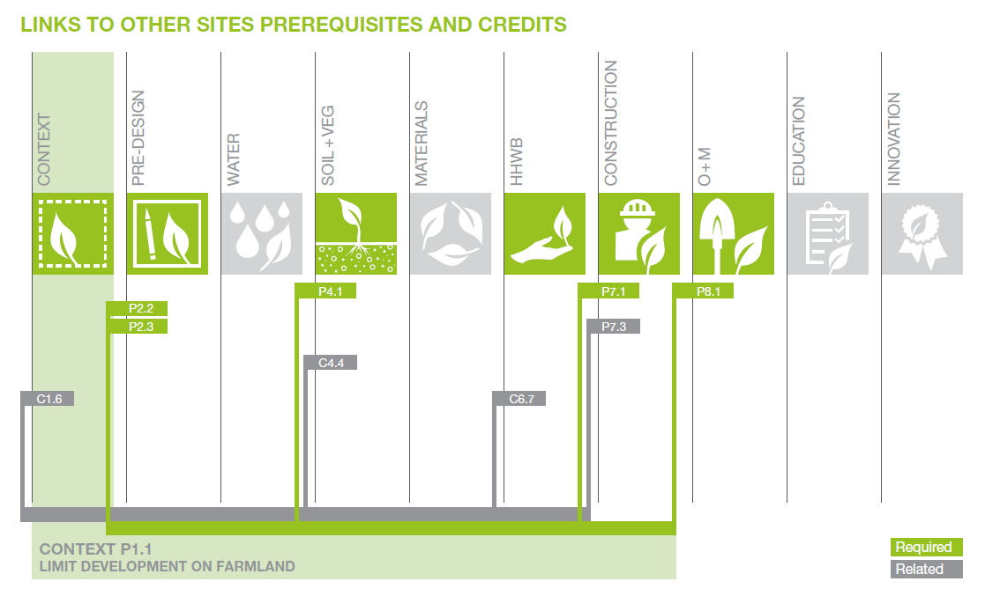 LINKS TO OTHER SITES PREREQUISITES AND CREDITS
CONTEXT
PRE-DESIGN
WATER
SOIL + VEG
MATERIALS
HHWB
CONSTRUCTION
O + M
EDUCATION
INNOVATION
P4.1
P7.1
P8.1
P2.2
P2.3
P7.3
C4.4
C1.6
C6.7
CONTEXT P1.1
LIMIT DEVELOPMENT ON FARMLAND
Required
Related